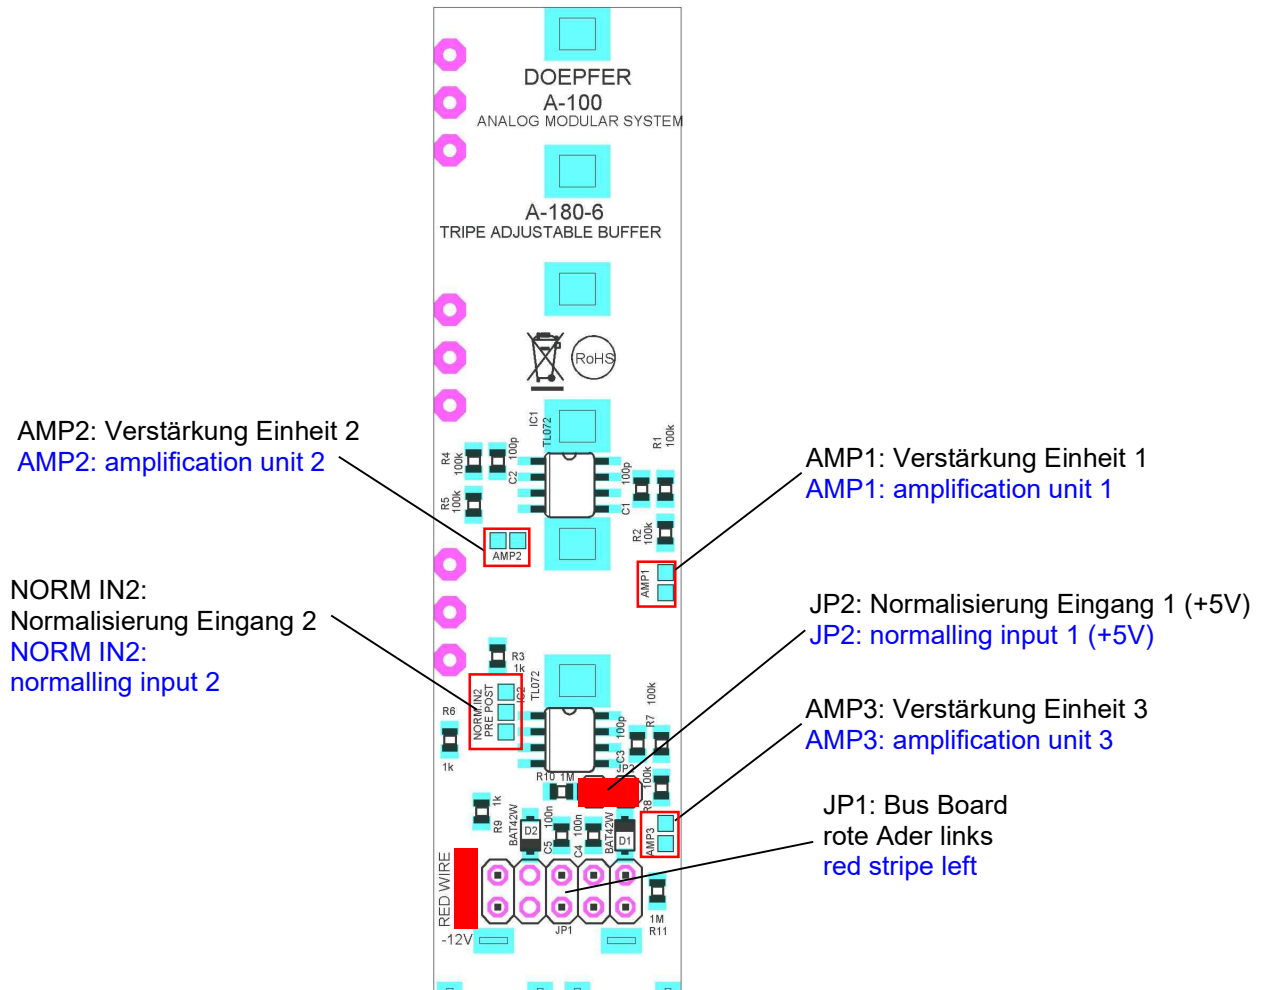 DOEPFER
A-100
ANALOG MODULAR SYSTEM
A-180-6
TRIPE ADJUSTABLE BUFFER
RoHS
AMP2: Verstärkung Einheit 2
AMP2: amplification unit 2
AMP1: Verstärkung Einheit 1
AMP1: amplification unit 1
IC1
TL072
R1
100k
R4
100k
100p
C2
100p
C1
R5
100k
R2
100k
AMP2
AMP1
NORM IN2:
Normalisierung Eingang 2
NORM IN2:
normalling input 2
JP2: Normalisierung Eingang 1 (+5V)
JP2: normalling input 1 (+5V)
R3
1k
IC2
TL072
100k
R7
NORM.IN2
PRE POST
R6
1k
100p
C3
JP2
AMP3: Verstärkung Einheit 3
AMP3: amplification unit 3
R10 1M
100k
R8
1k
R9
BAT42W
D2
100n
C5
100n
C4
BAT42W
D1
AMP3
JP1: Bus Board
rote Ader links
red stripe left
RED WIRE
-12V
JP1
1M
R11